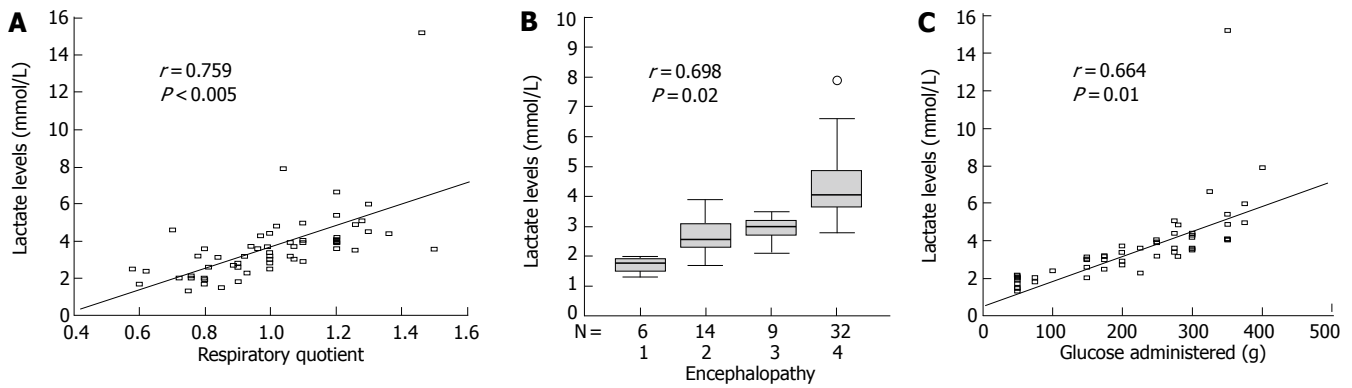 A
Lactate levels (mmol/L)
16
14
12
10
8
6
4
2
0
r = 0.759
P < 0.005
0.4 0.6 0.8 1.0 1.2 1.4 1.6
Respiratory quotient
B
Lactate levels (mmol/L)
10
9
8
7
6
5
4
3
2
1
0
r = 0.698
P = 0.02
N = 6 14 9 32
1 2 3 4
Encephalopathy
C
Lactate levels (mmol/L)
16
14
12
10
8
6
4
2
0
r = 0.664
P = 0.01
0 100 200 300 400 500
Glucose administered (g)